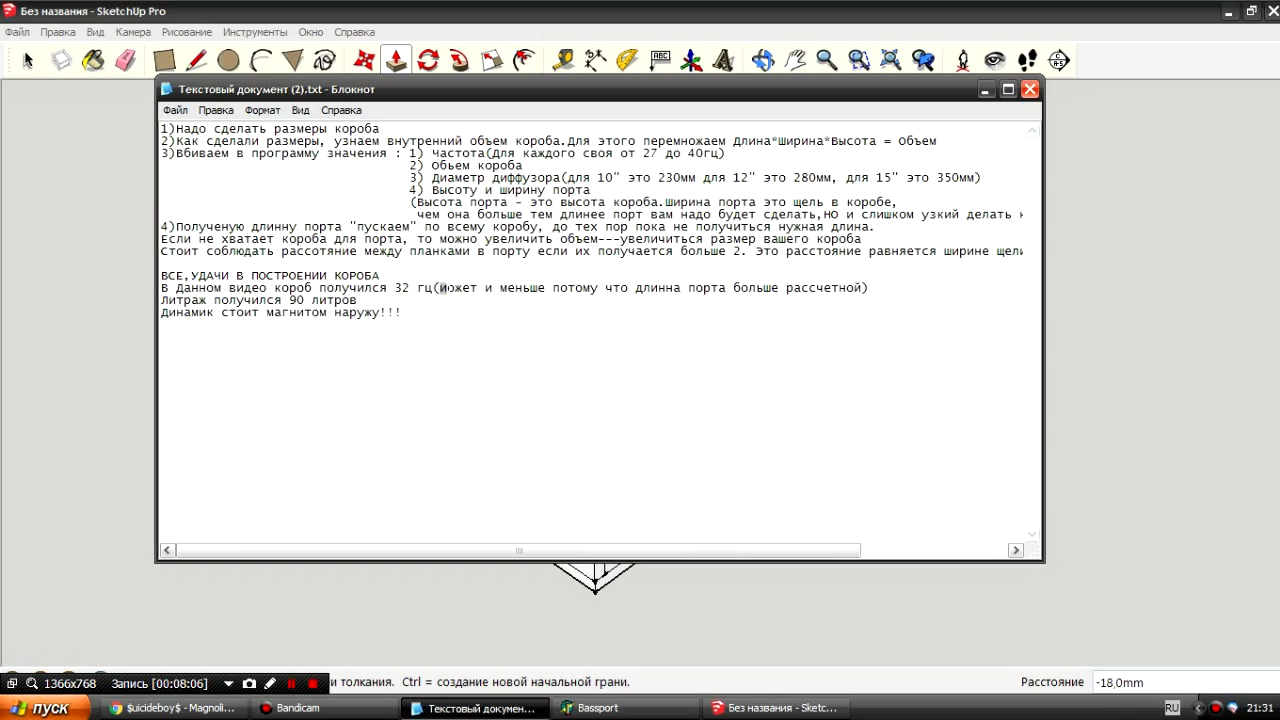 Без названия - SketchUp Pro
Файл Правка Вид Камера Рисование Инструменты Окно Справка
ABC
A-5
Текстовый документ (2).txt - Блокнот
Файл Правка Формат Вид Справка
1)Надо сделать размеры короба
2)Как сделали размеры, узнаем внутренний объем короба.Для этого перемножаем Длина*Ширина*Высота = Объем
3)Вбиваем в программу значения : 1) Частота(Для каждого своя от 27 до 40гц)
2) Обьем короба
3) Диаметр диффузора(для 10" это 230мм для 12" это 280мм, для 15" это 350мм)
4) Высоту и ширину порта
(Высота порта - это высота короба.Ширина порта это щель в коробе,
чем она больше тем длинее порт вам надо будет сделать,НО и слишком узкий делать
4)Полученую длинну порта "пускаем" по всему коробу, до тех пор пока не получиться нужная длина.
Если не хватает короба для порта, то можно увеличить объем---увеличиться размер вашего короба
Стоит соблюдать рассотяние между планками в порту если их получается больше 2. Это расстояние равняется ширине щели
ВСЕ,УДАЧИ В ПОСТРОЕНИИ КОРОБА
В Данном видео короб получился 32 гц(может и меньше потому что длинна порта больше рассчетной)
Литраж получился 90 литров
Динамик стоит магнитом наружу!!!
1366x768 Запись [00:08:06] и толкания. Ctrl = создание новой начальной грани. Расстояние -18,0mm
пуск $uicideboy$ - Magnoli... Bandicam Текстовый докумен... Bassport Без названия - Sketc... RU 21:31